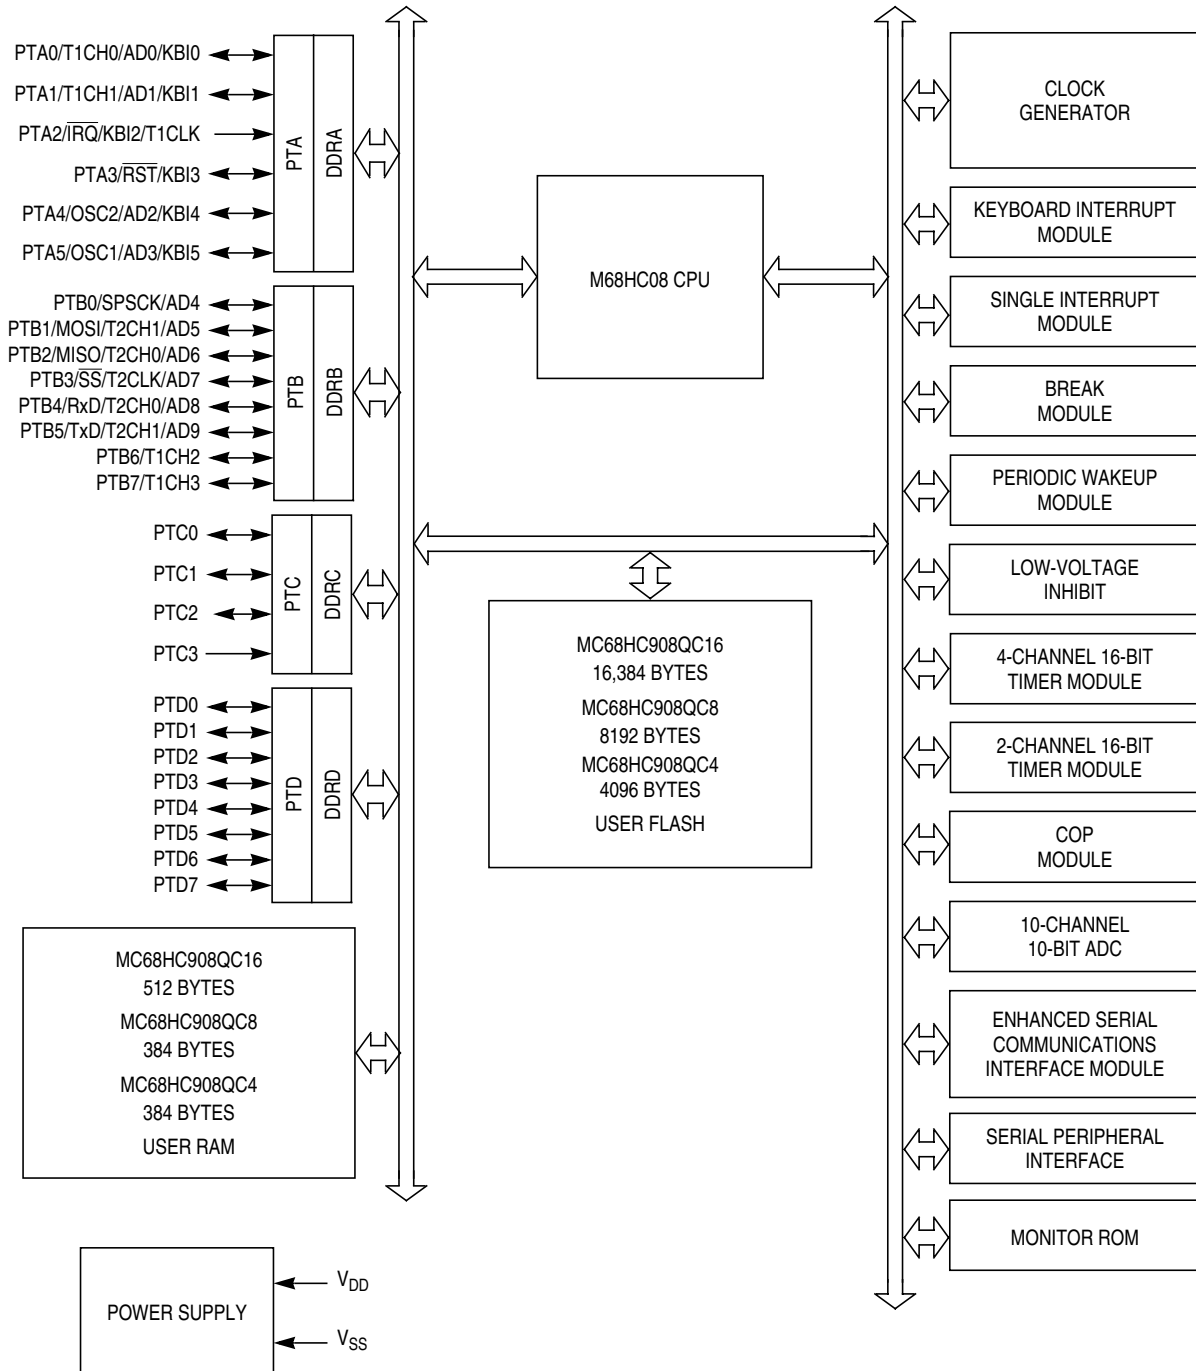 PTA0/T1CH0/AD0/KBI0
PTA1/T1CH1/AD1/KBI1
PTA2/IRQ/KBI2/T1CLK
PTA3/RST/KBI3
PTA4/OSC2/AD2/KBI4
PTA5/OSC1/AD3/KBI5
PTA
DDRA
PTB0/SPSCK/AD4
PTB1/MOSI/T2CH1/AD5
PTB2/MISO/T2CH0/AD6
PTB3/SS/T2CLK/AD7
PTB4/RxD/T2CH0/AD8
PTB5/TxD/T2CH1/AD9
PTB6/T1CH2
PTB7/T1CH3
PTB
DDRB
PTC0
PTC1
PTC2
PTC3
PTC
DDRC
PTD0
PTD1
PTD2
PTD3
PTD4
PTD5
PTD6
PTD7
PTD
DDRD
MC68HC908QC16
512 BYTES
MC68HC908QC8
384 BYTES
MC68HC908QC4
384 BYTES
USER RAM
POWER SUPPLY
VDD
VSS
M68HC08 CPU
MC68HC908QC16
16,384 BYTES
MC68HC908QC8
8192 BYTES
MC68HC908QC4
4096 BYTES
USER FLASH
CLOCK
GENERATOR
KEYBOARD INTERRUPT
MODULE
SINGLE INTERRUPT
MODULE
BREAK
MODULE
PERIODIC WAKEUP
MODULE
LOW-VOLTAGE
INHIBIT
4-CHANNEL 16-BIT
TIMER MODULE
2-CHANNEL 16-BIT
TIMER MODULE
COP
MODULE
10-CHANNEL
10-BIT ADC
ENHANCED SERIAL
COMMUNICATIONS
INTERFACE MODULE
SERIAL PERIPHERAL
INTERFACE
MONITOR ROM